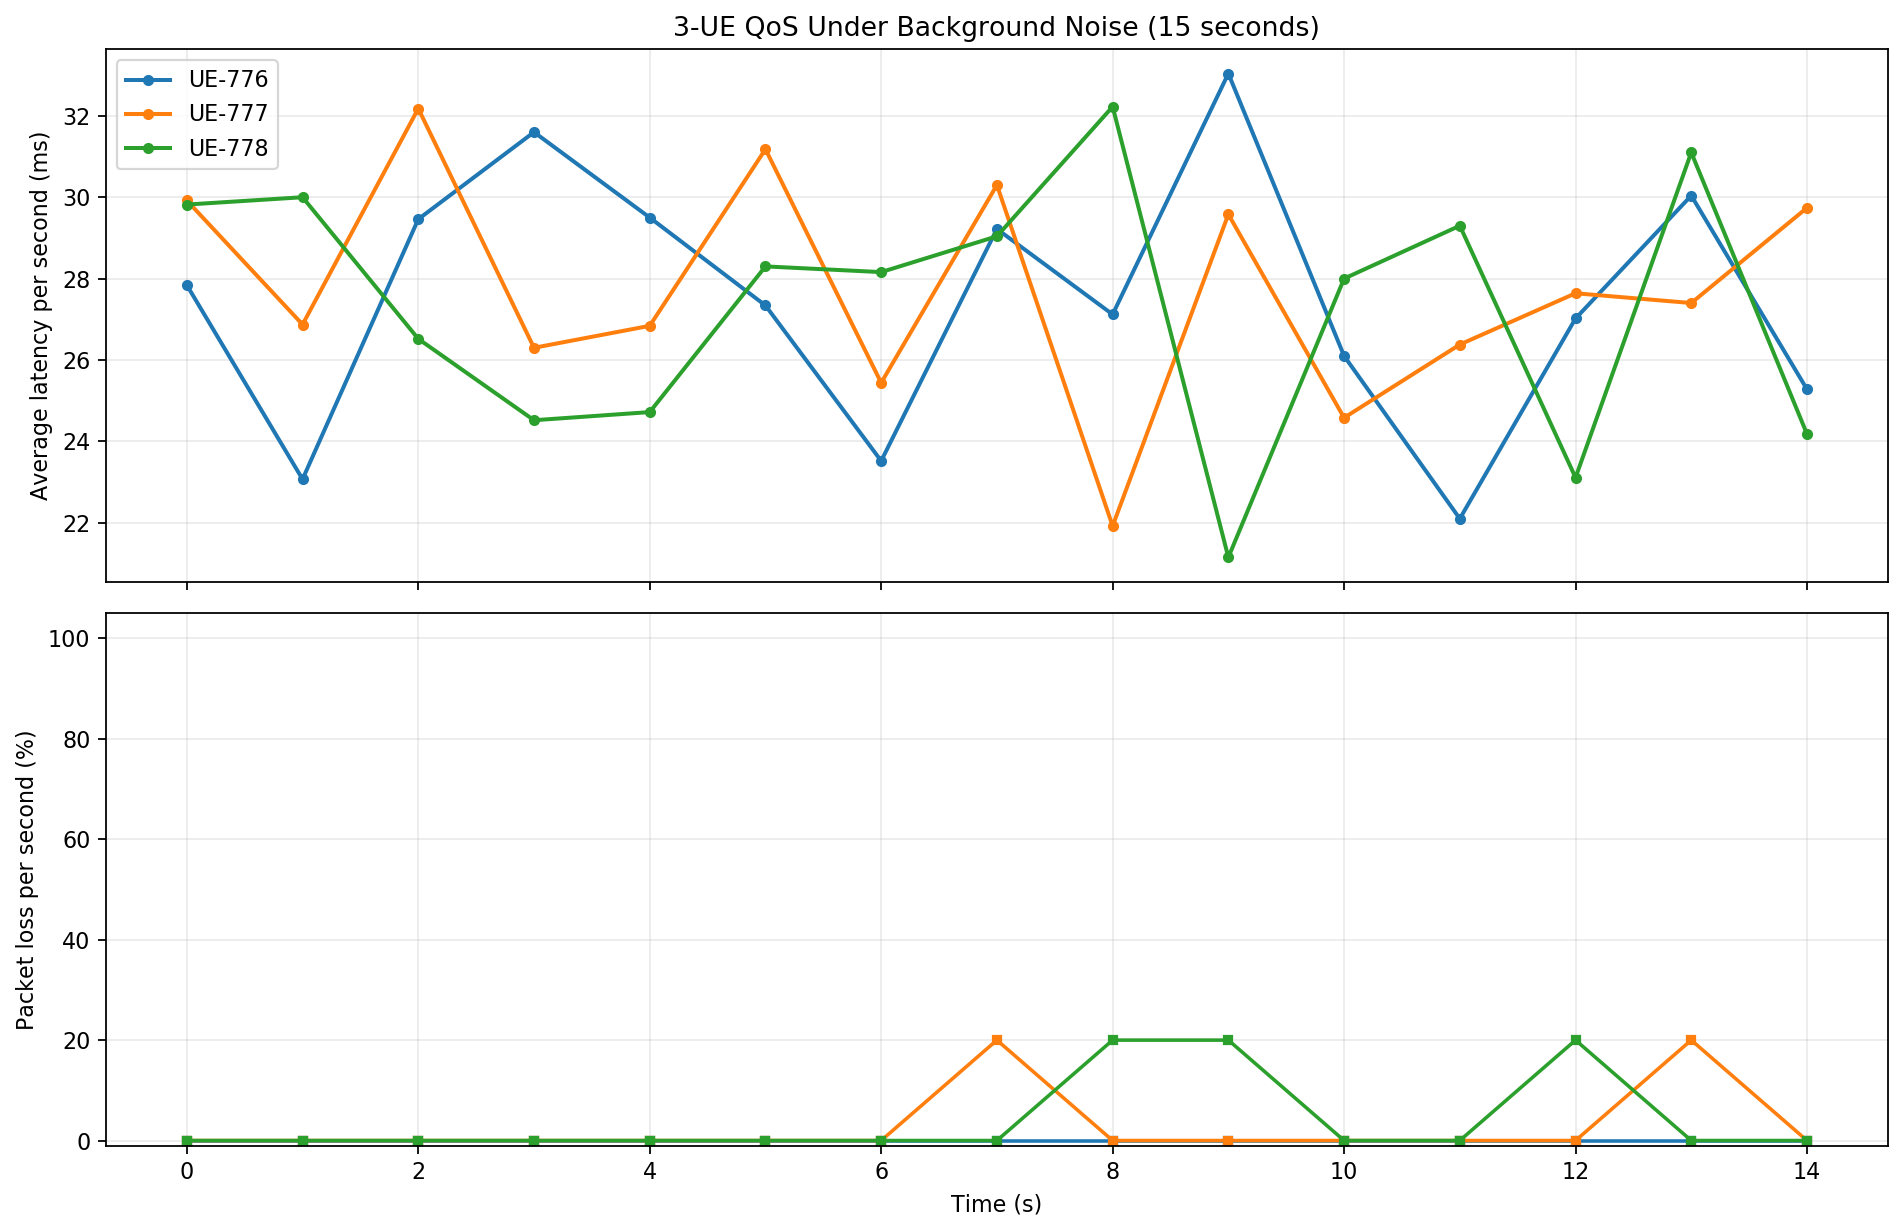 3-UE QoS Under Background Noise (15 seconds)
UE-776
UE-777
UE-778
Average latency per second (ms)
32
30
28
26
24
22
Packet loss per second (%)
100
80
60
40
20
0
0 2 4 6 8 10 12 14
Time (s)